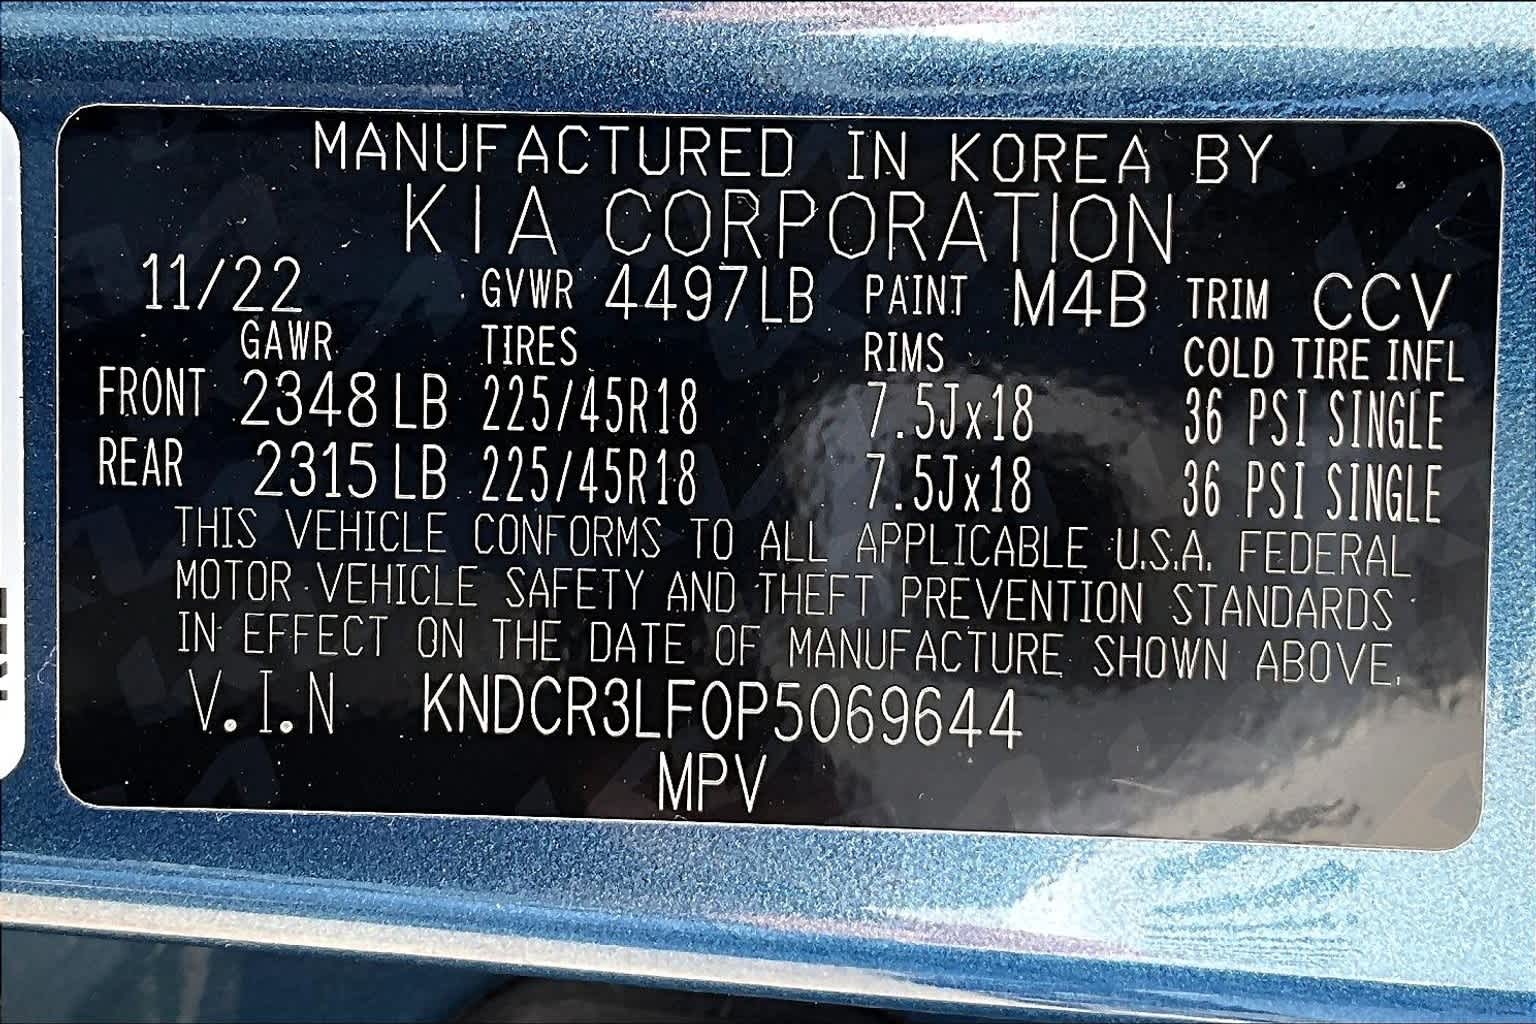 MANUFACTURED IN KOREA BY
KIA CORPORATION
11/22 GVWR 4497LB PAINT M4B TRIM CCV
GAWR TIRES RIMS COLD TIRE INFL
FRONT 2348 LB 225/45R18 7.5Jx18 36 PSI SINGLE
REAR 2315 LB 225/45R18 7.5Jx18 36 PSI SINGLE
THIS VEHICLE CONFORMS TO ALL APPLICABLE U.S.A. FEDERAL
MOTOR VEHICLE SAFETY AND THEFT PREVENTION STANDARDS
IN EFFECT ON THE DATE OF MANUFACTURE SHOWN ABOVE.
V.I.N KNDCR3LF0P5069644
MPV